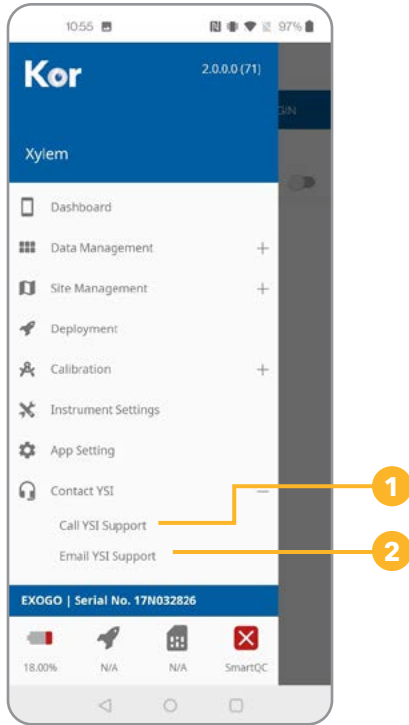 10:55
97%
Kor
2.0.0.0 (71)
GIN
Xylem
Dashboard
Data Management
Site Management
Deployment
Calibration
Instrument Settings
App Setting
Contact YSI
1
Call YSI Support
2
Email YSI Support
EXOGO | Serial No. 17N032826
18.00% N/A N/A SmartQC